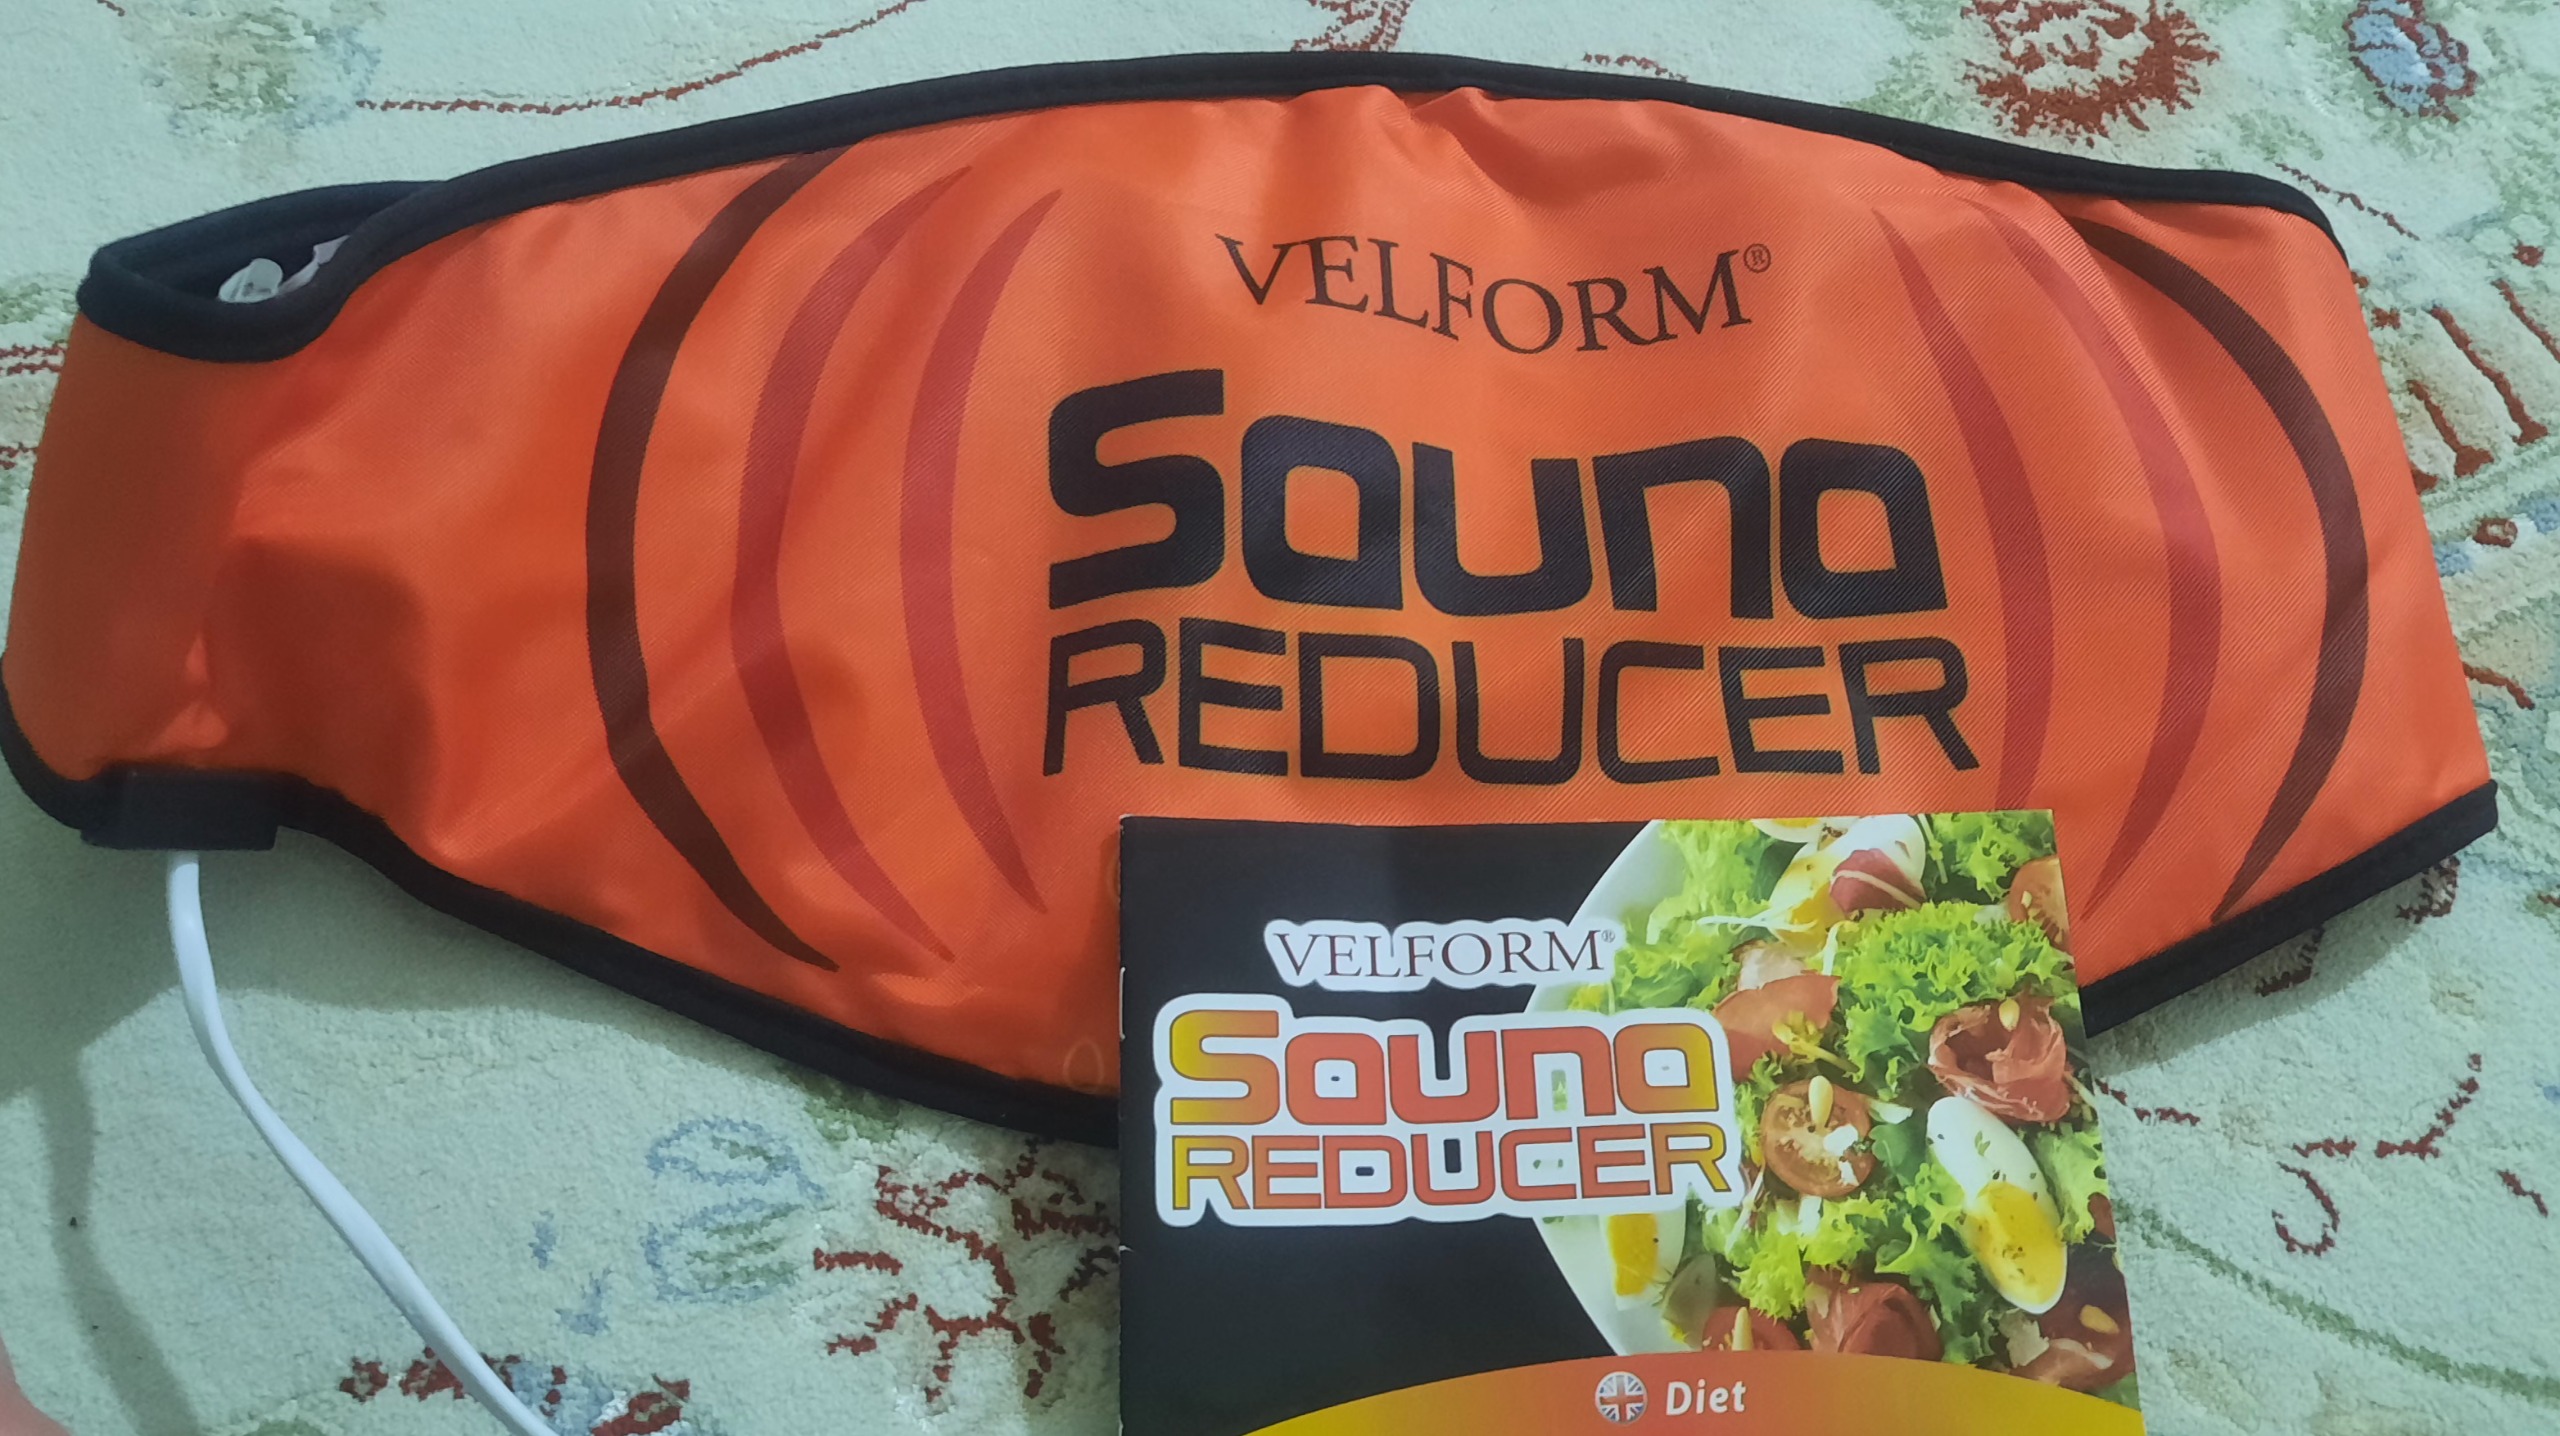 VELFORM®
Sauna
REDUCER
VELFORM®
Sauna
REDUCER
Diet